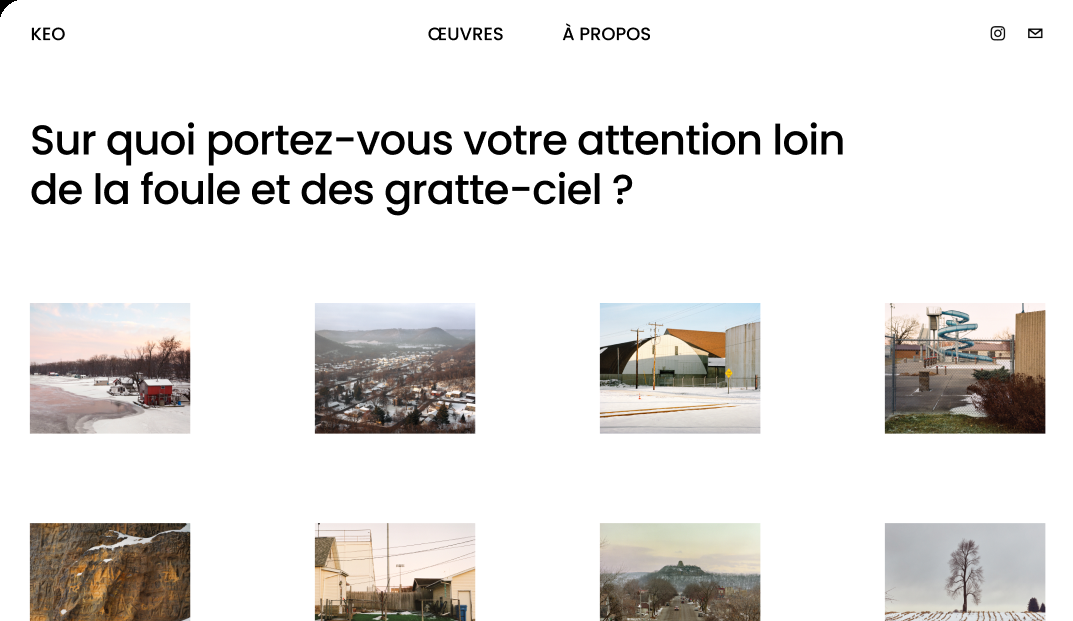 KEO
ŒUVRES
À PROPOS
Sur quoi portez-vous votre attention loin
de la foule et des gratte-ciel ?